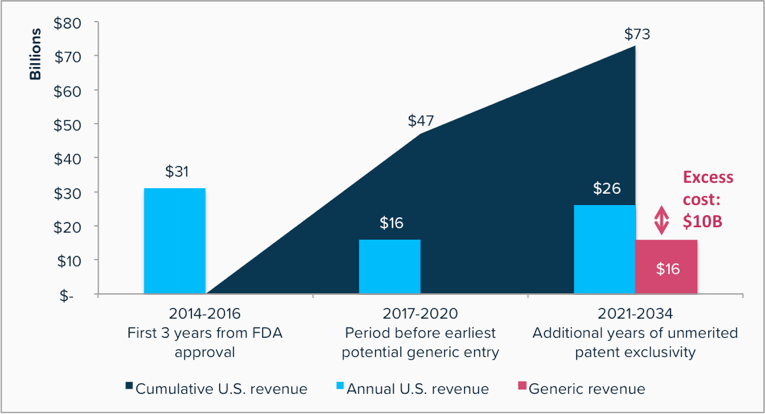 Billions
$80
$70
$60
$50
$40
$30
$20
$10
$-
$31
$47
$16
$73
$26
$16
Excess
cost:
$10B
2014-2016
First 3 years from FDA
approval
2017-2020
Period before earliest
potential generic entry
2021-2034
Additional years of unmerited
patent exclusivity
Cumulative U.S. revenue
Annual U.S. revenue
Generic revenue